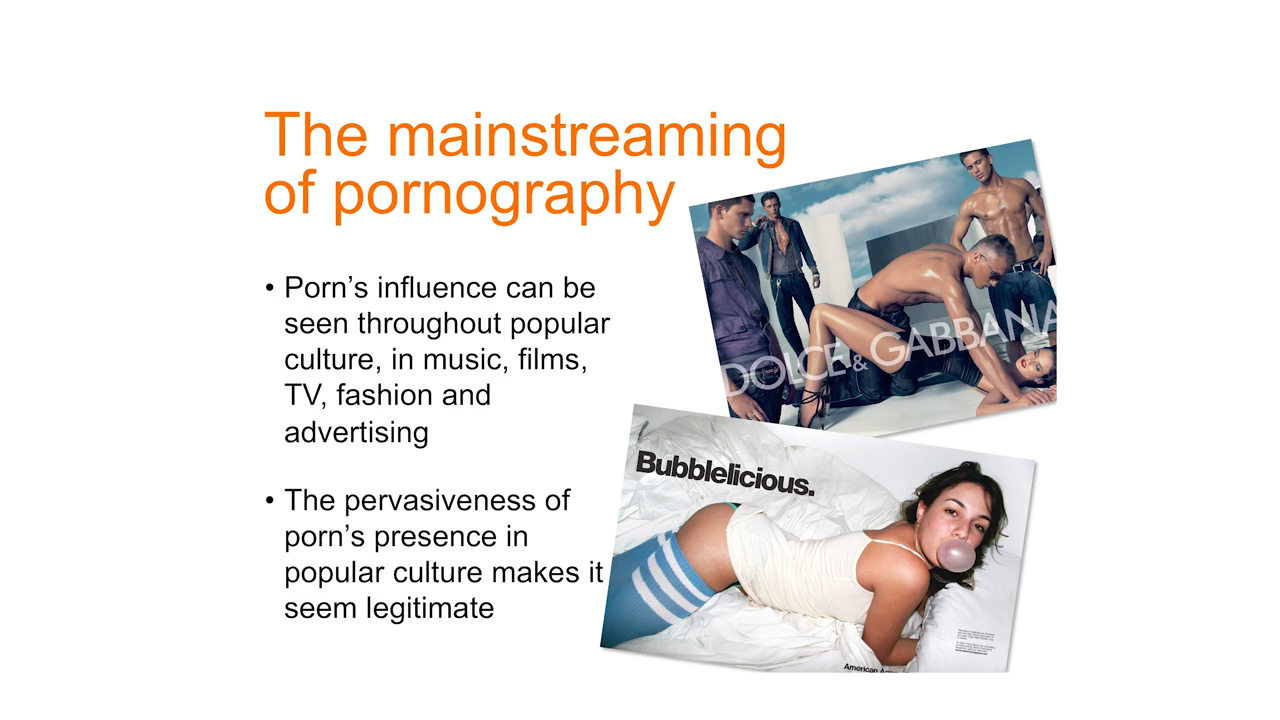 The mainstreaming
of pornography
• Porn’s influence can be
seen throughout popular
culture, in music, films,
TV, fashion and
advertising
• The pervasiveness of
porn’s presence in
popular culture makes it
seem legitimate
DOLCE & GABBANA
Bubblelicious.
American